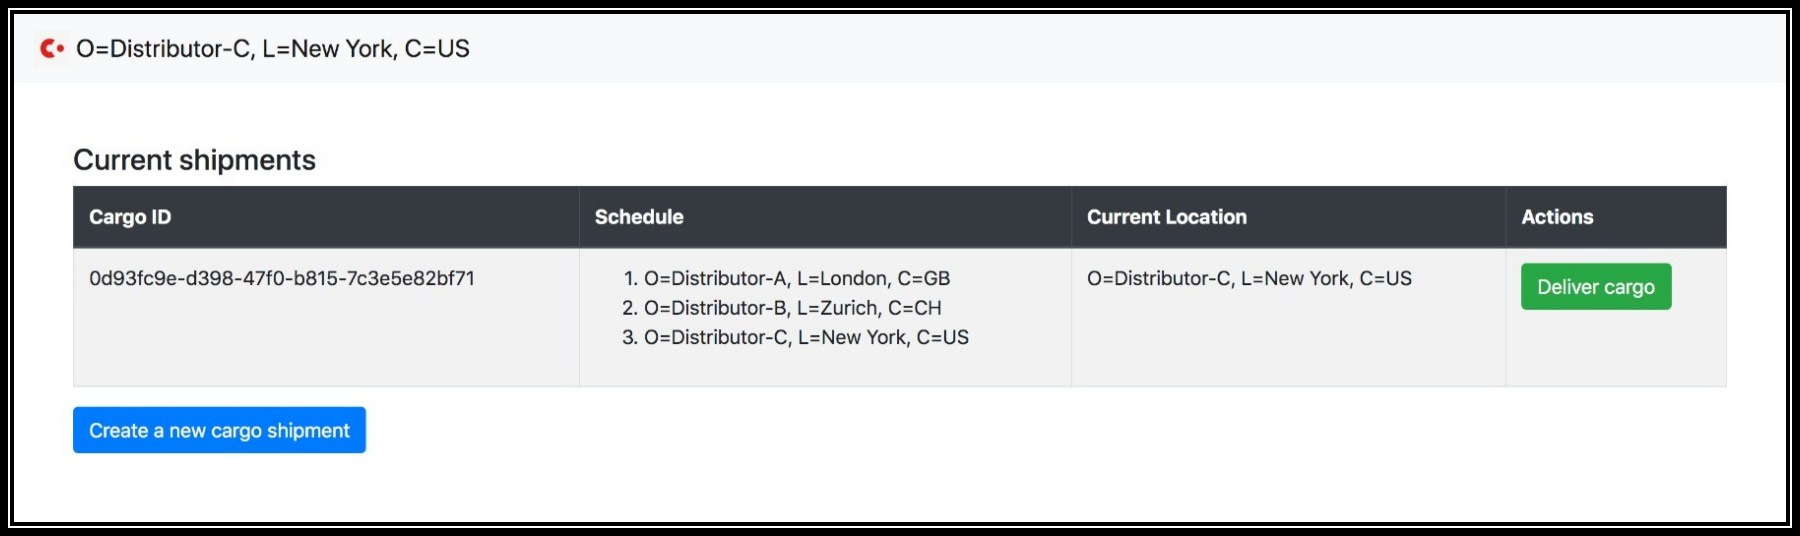 O=Distributor-C, L=New York, C=US
Current shipments
Cargo ID
Schedule
Current Location
Actions
0d93fc9e-d398-47f0-b815-7c3e5e82bf71
1. O=Distributor-A, L=London, C=GB
2. O=Distributor-B, L=Zurich, C=CH
3. O=Distributor-C, L=New York, C=US
O=Distributor-C, L=New York, C=US
Deliver cargo
Create a new cargo shipment